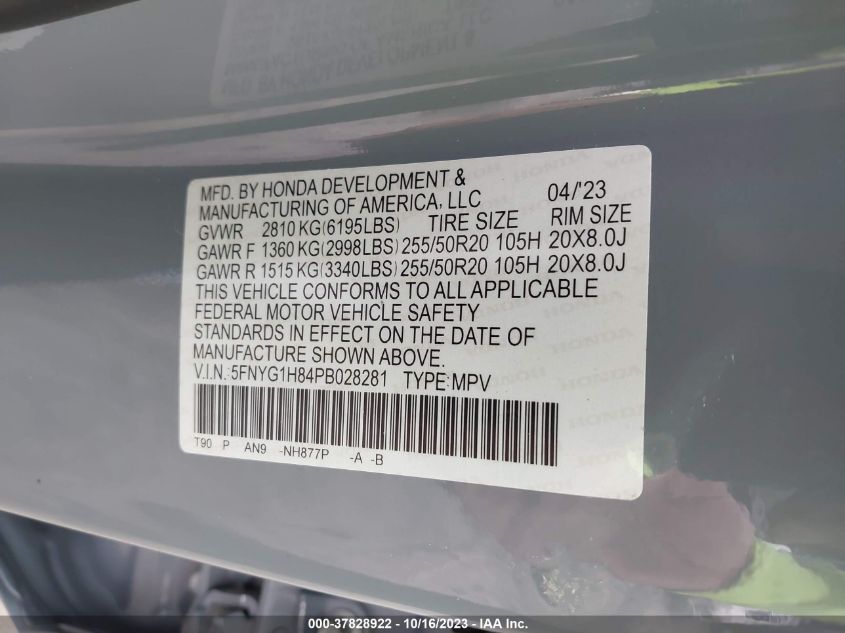 MFD. BY HONDA DEVELOPMENT & 04/'23
MANUFACTURING OF AMERICA, LLC
GVWR 2810 KG(6195LBS) TIRE SIZE RIM SIZE
GAWR F 1360 KG(2998LBS) 255/50R20 105H 20X8.0J
GAWR R 1515 KG(3340LBS) 255/50R20 105H 20X8.0J
THIS VEHICLE CONFORMS TO ALL APPLICABLE
FEDERAL MOTOR VEHICLE SAFETY
STANDARDS IN EFFECT ON THE DATE OF
MANUFACTURE SHOWN ABOVE.
V.I.N.:5FNYG1H84PB028281 TYPE:MPV
T90 P AN9 -NH877P -A -B
000-37828922 - 10/16/2023 - IAA Inc.